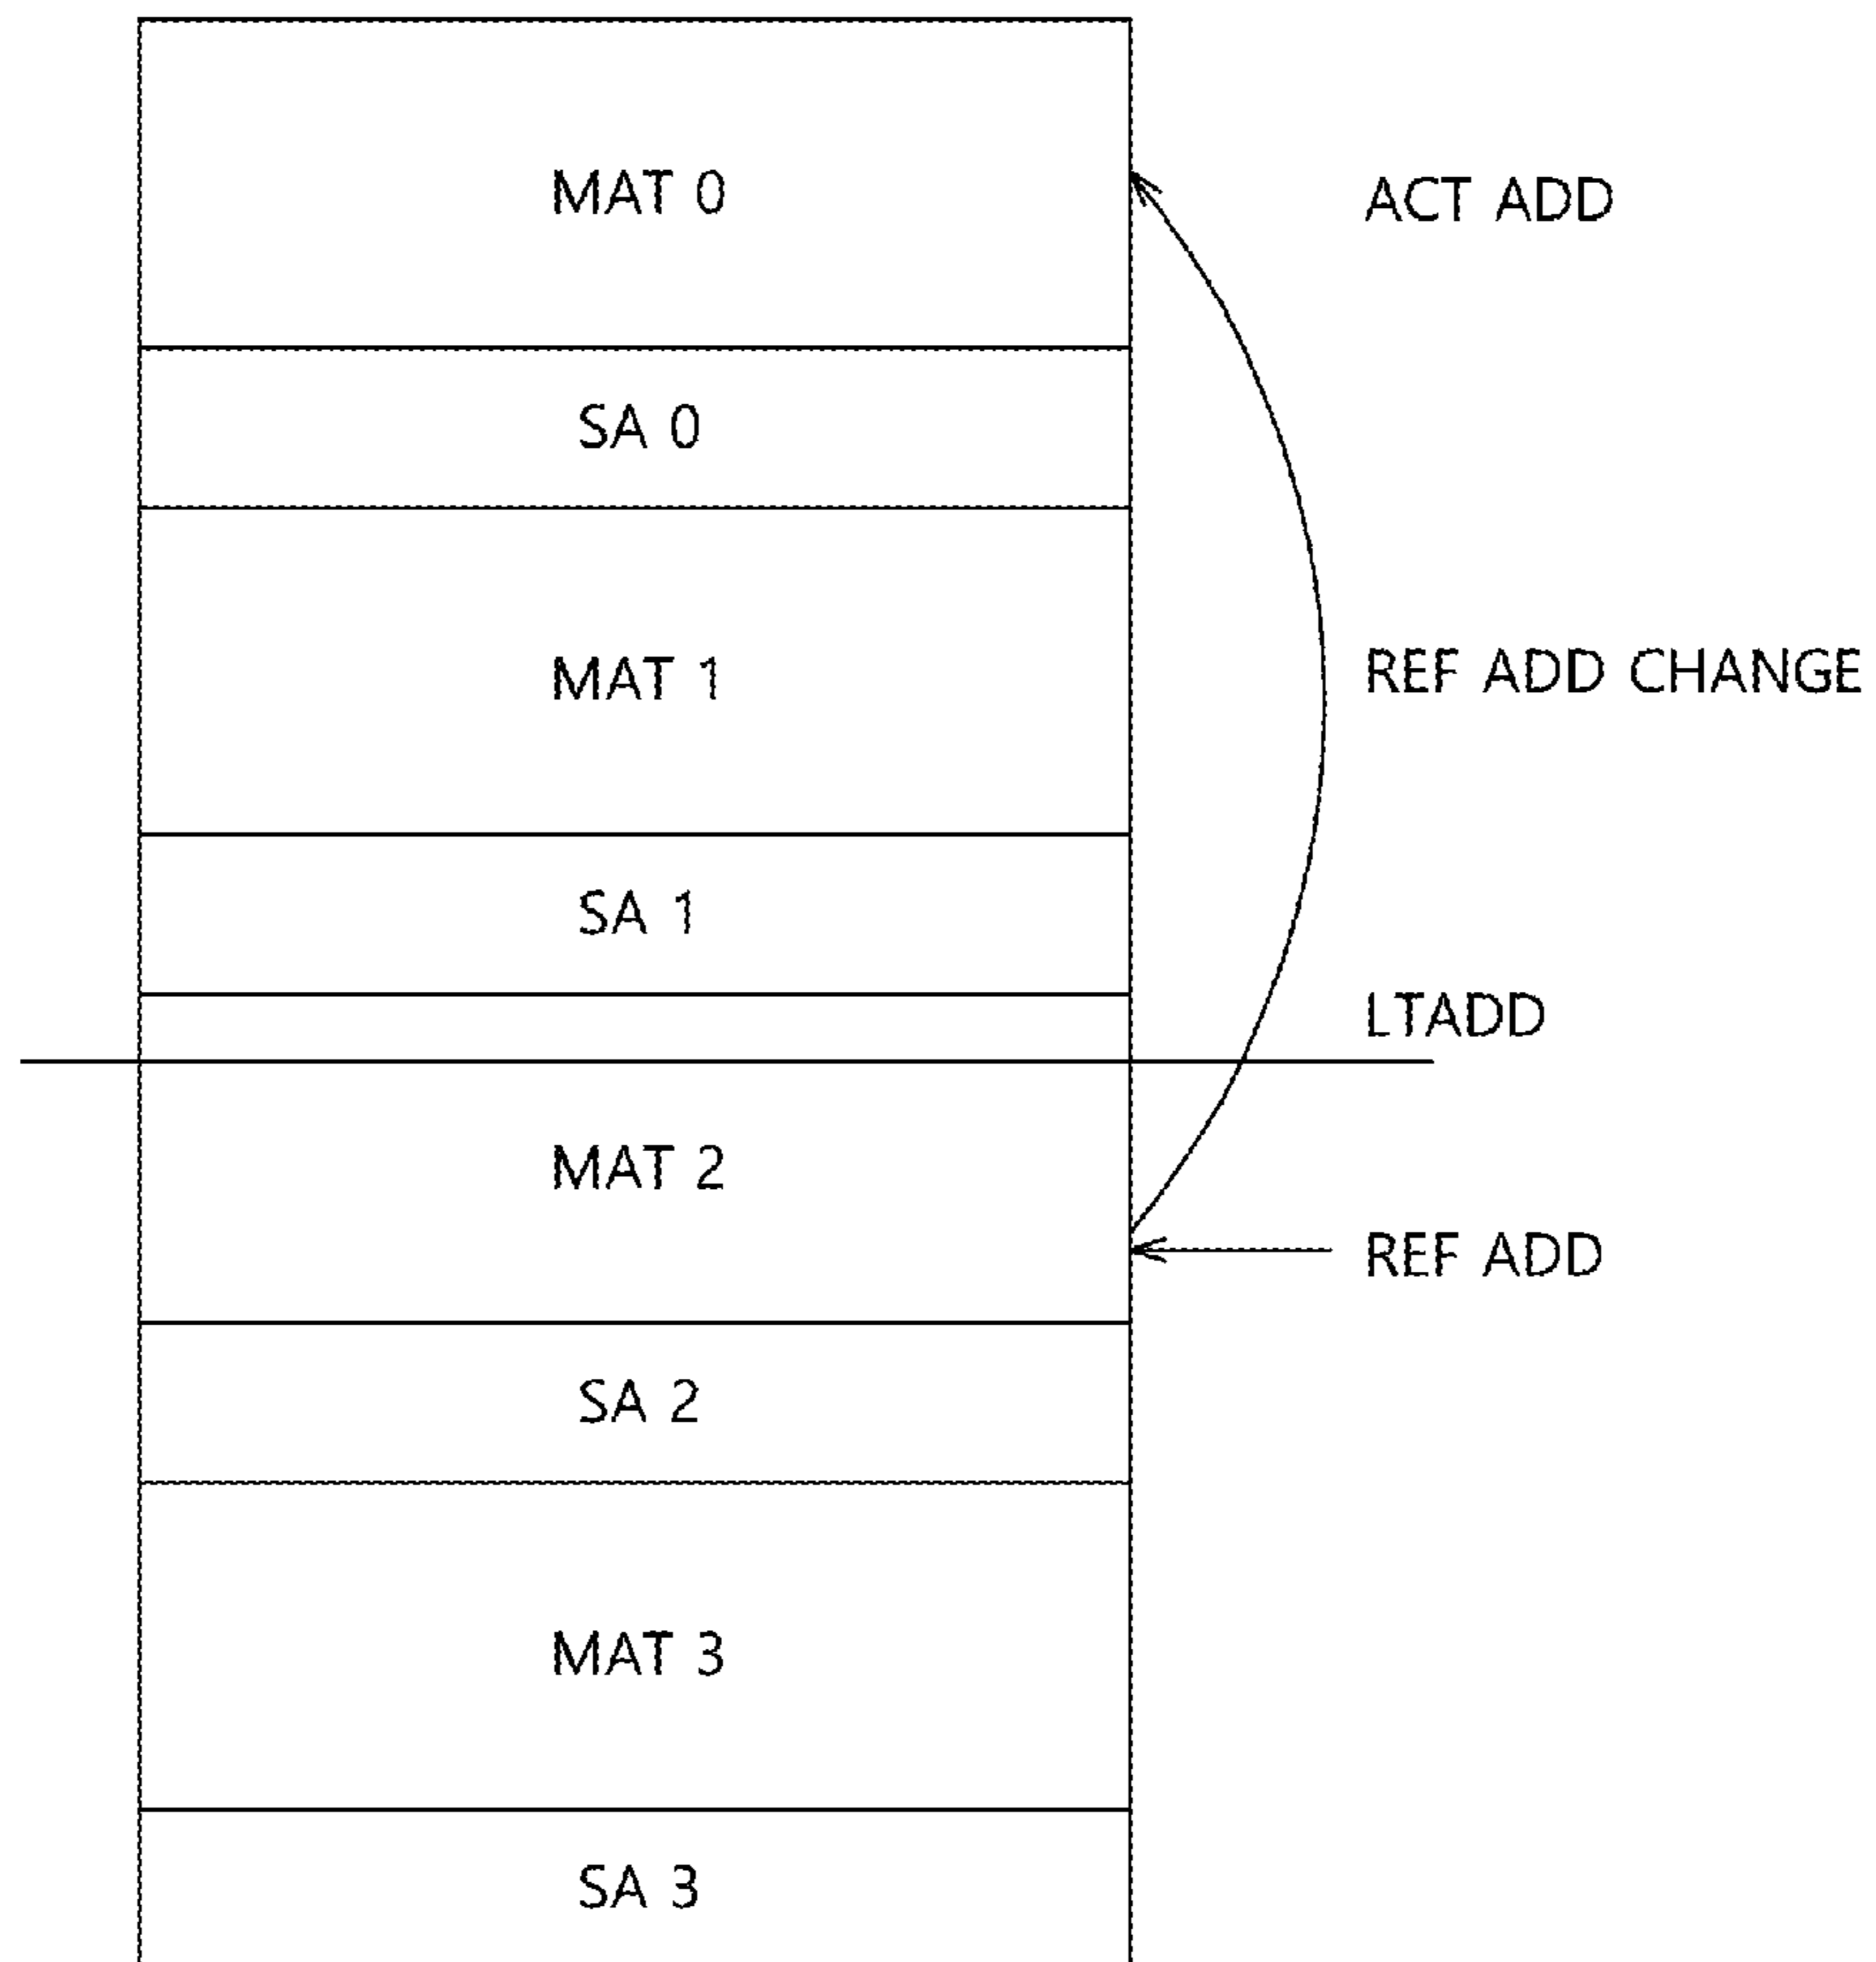 MAT 0
ACT ADD
SA 0
MAT 1
REF ADD CHANGE
SA 1
LTADD
MAT 2
REF ADD
SA 2
MAT 3
SA 3